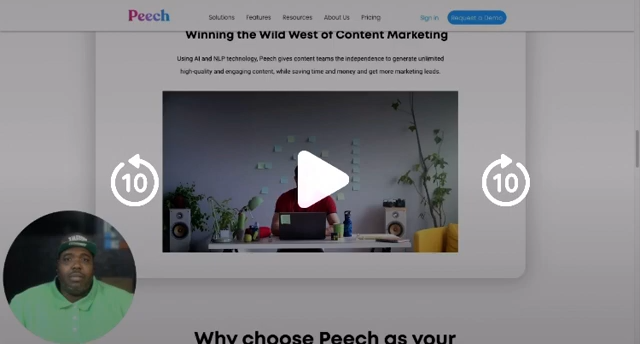 Peech
Solutions Features Resources About Us Pricing
Sign in Request a Demo
Winning the Wild West of Content Marketing
Using AI and NLP technology, Peech gives content teams the independence to generate unlimited
high-quality and engaging content, while saving time and money and get more marketing leads.
10 10
Why choose Peech as your